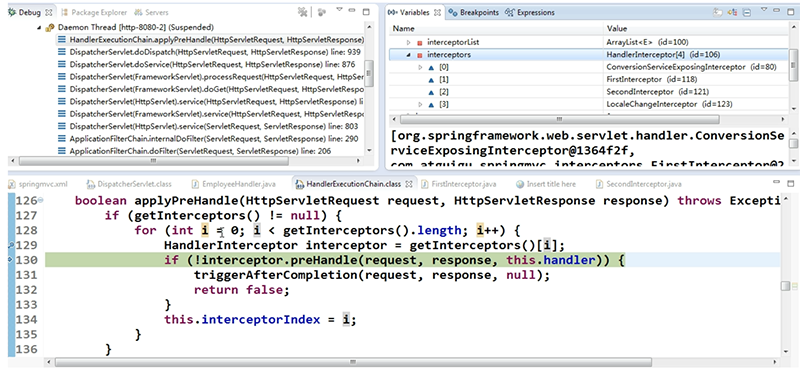 Debug Package Explorer Servers
Daemon Thread [http-8080-2] (Suspended)
HandlerExecutionChain.applyPreHandle(HttpServletRequest, HttpServletResponse)
DispatcherServlet.doDispatch(HttpServletRequest, HttpServletResponse) line: 939
DispatcherServlet.doService(HttpServletRequest, HttpServletResponse) line: 876
DispatcherServlet(FrameworkServlet).processRequest(HttpServletRequest, HttpServl
DispatcherServlet(FrameworkServlet).doGet(HttpServletRequest, HttpServletRespon
DispatcherServlet(HttpServlet).service(HttpServletRequest, HttpServletResponse) li
DispatcherServlet(FrameworkServlet).service(HttpServletRequest, HttpServletRespo
DispatcherServlet(HttpServlet).service(ServletRequest, ServletResponse) line: 803
ApplicationFilterChain.internalDoFilter(ServletRequest, ServletResponse) line: 290
ApplicationFilterChain.doFilter(ServletRequest, ServletResponse) line: 206
Variables Breakpoints Expressions
Name Value
interceptorList ArrayList<E> (id=100)
interceptors HandlerInterceptor[4] (id=106)
[0] ConversionServiceExposingInterceptor (id=80)
[1] FirstInterceptor (id=118)
[2] SecondInterceptor (id=121)
[3] LocaleChangeInterceptor (id=123)
[org.springframework.web.servlet.handler.ConversionSe
rviceExposingInterceptor@1364f2f,
com.atguigu.springmvc.interceptors.FirstInterceptor@2
springmvc.xml DispatcherServlet.class EmployeeHandler.java HandlerExecutionChain.class FirstInterceptor.java Insert title here SecondInterceptor.java
126 boolean applyPreHandle(HttpServletRequest request, HttpServletResponse response) throws Excepti
127 if (getInterceptors() != null) {
128 for (int i = 0; i < getInterceptors().length; i++) {
129 HandlerInterceptor interceptor = getInterceptors()[i];
130 if (!interceptor.preHandle(request, response, this.handler)) {
131 triggerAfterCompletion(request, response, null);
132 return false;
133 }
134 this.interceptorIndex = i;
135 }
136 }